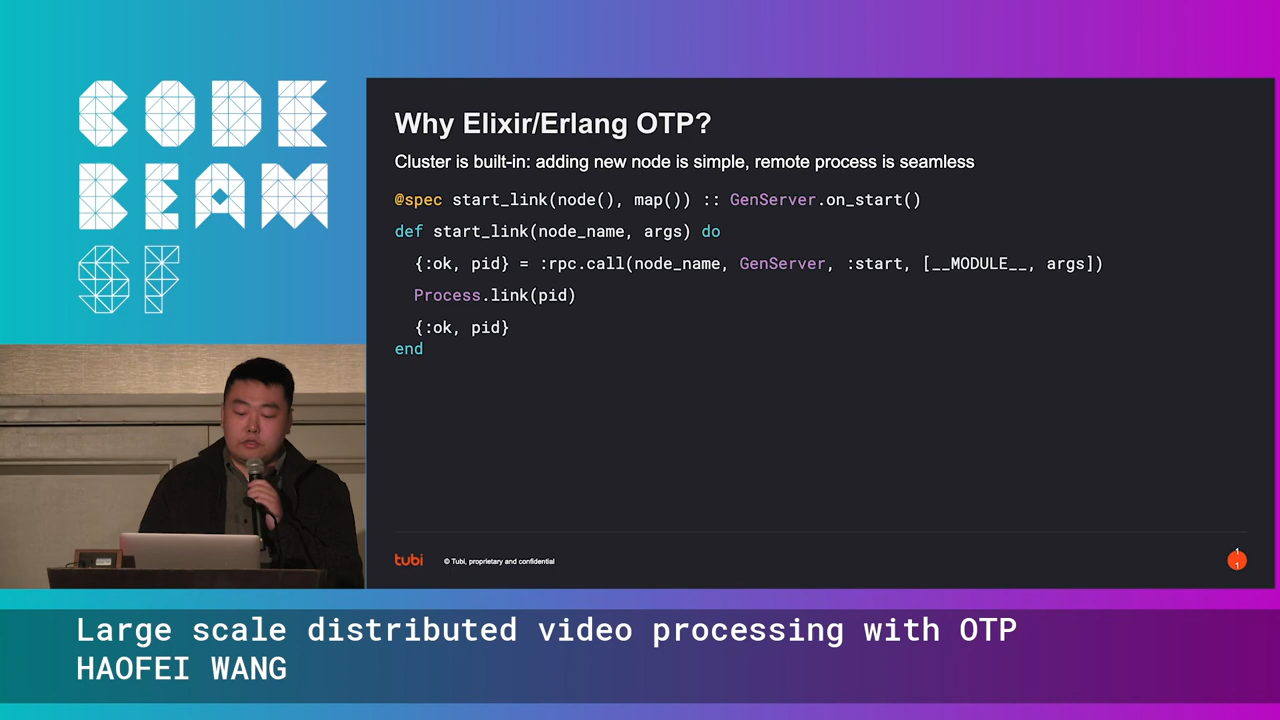 CODE
BEAM
SF
Why Elixir/Erlang OTP?
Cluster is built-in: adding new node is simple, remote process is seamless
@spec start_link(node(), map()) :: GenServer.on_start()
def start_link(node_name, args) do
{:ok, pid} = :rpc.call(node_name, GenServer, :start, [__MODULE__, args])
Process.link(pid)
{:ok, pid}
end
tubi
© Tubi, proprietary and confidential
1
1
Large scale distributed video processing with OTP
HAOFEI WANG